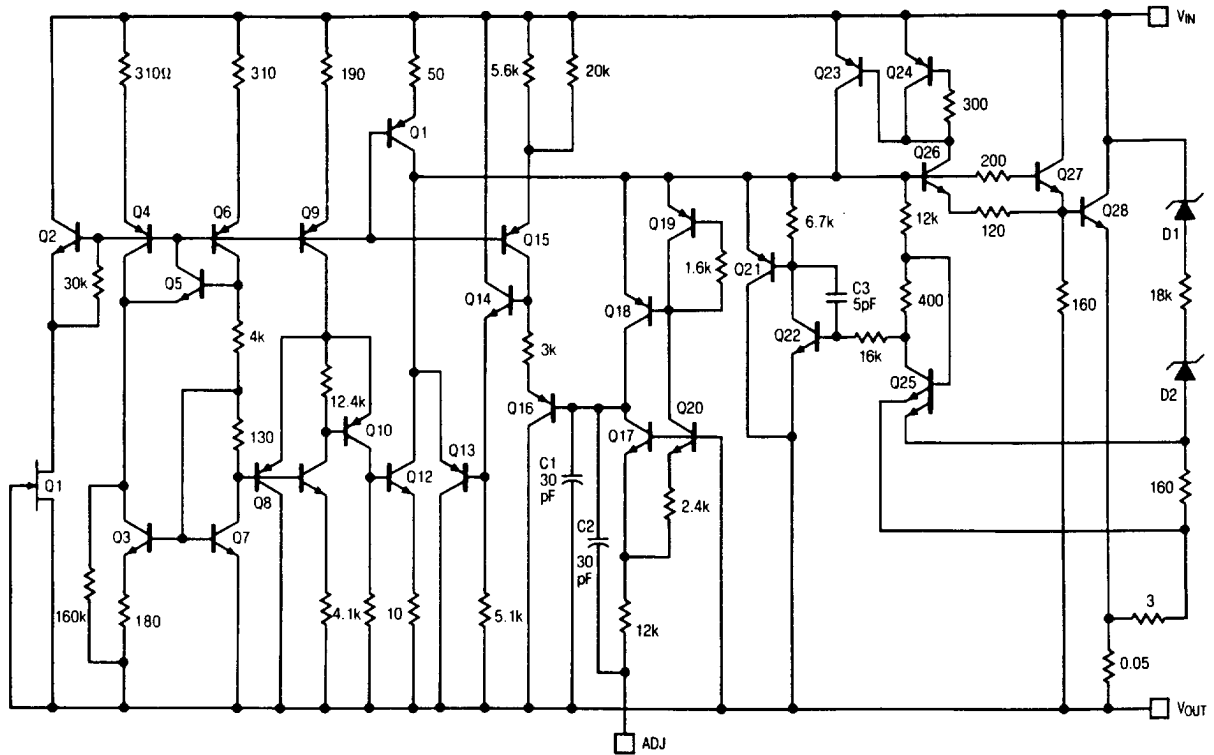 VIN
310Ω
310
190
50
5.6k
20k
Q23
Q24
300
Q1
Q26
200
Q27
Q4
Q6
Q9
Q2
Q15
Q19
6.7k
12k
120
Q28
D1
30k
Q5
Q14
1.6k
Q21
C3
5pF
400
160
18k
Q18
Q22
4k
3k
16k
Q25
D2
12.4k
Q16
Q20
Q10
Q17
130
Q13
C1
30
pF
Q1
Q8
Q12
160
2.4k
C2
30
pF
Q3
Q7
160k
180
4.1k
10
5.1k
12k
3
0.05
VOUT
ADJ